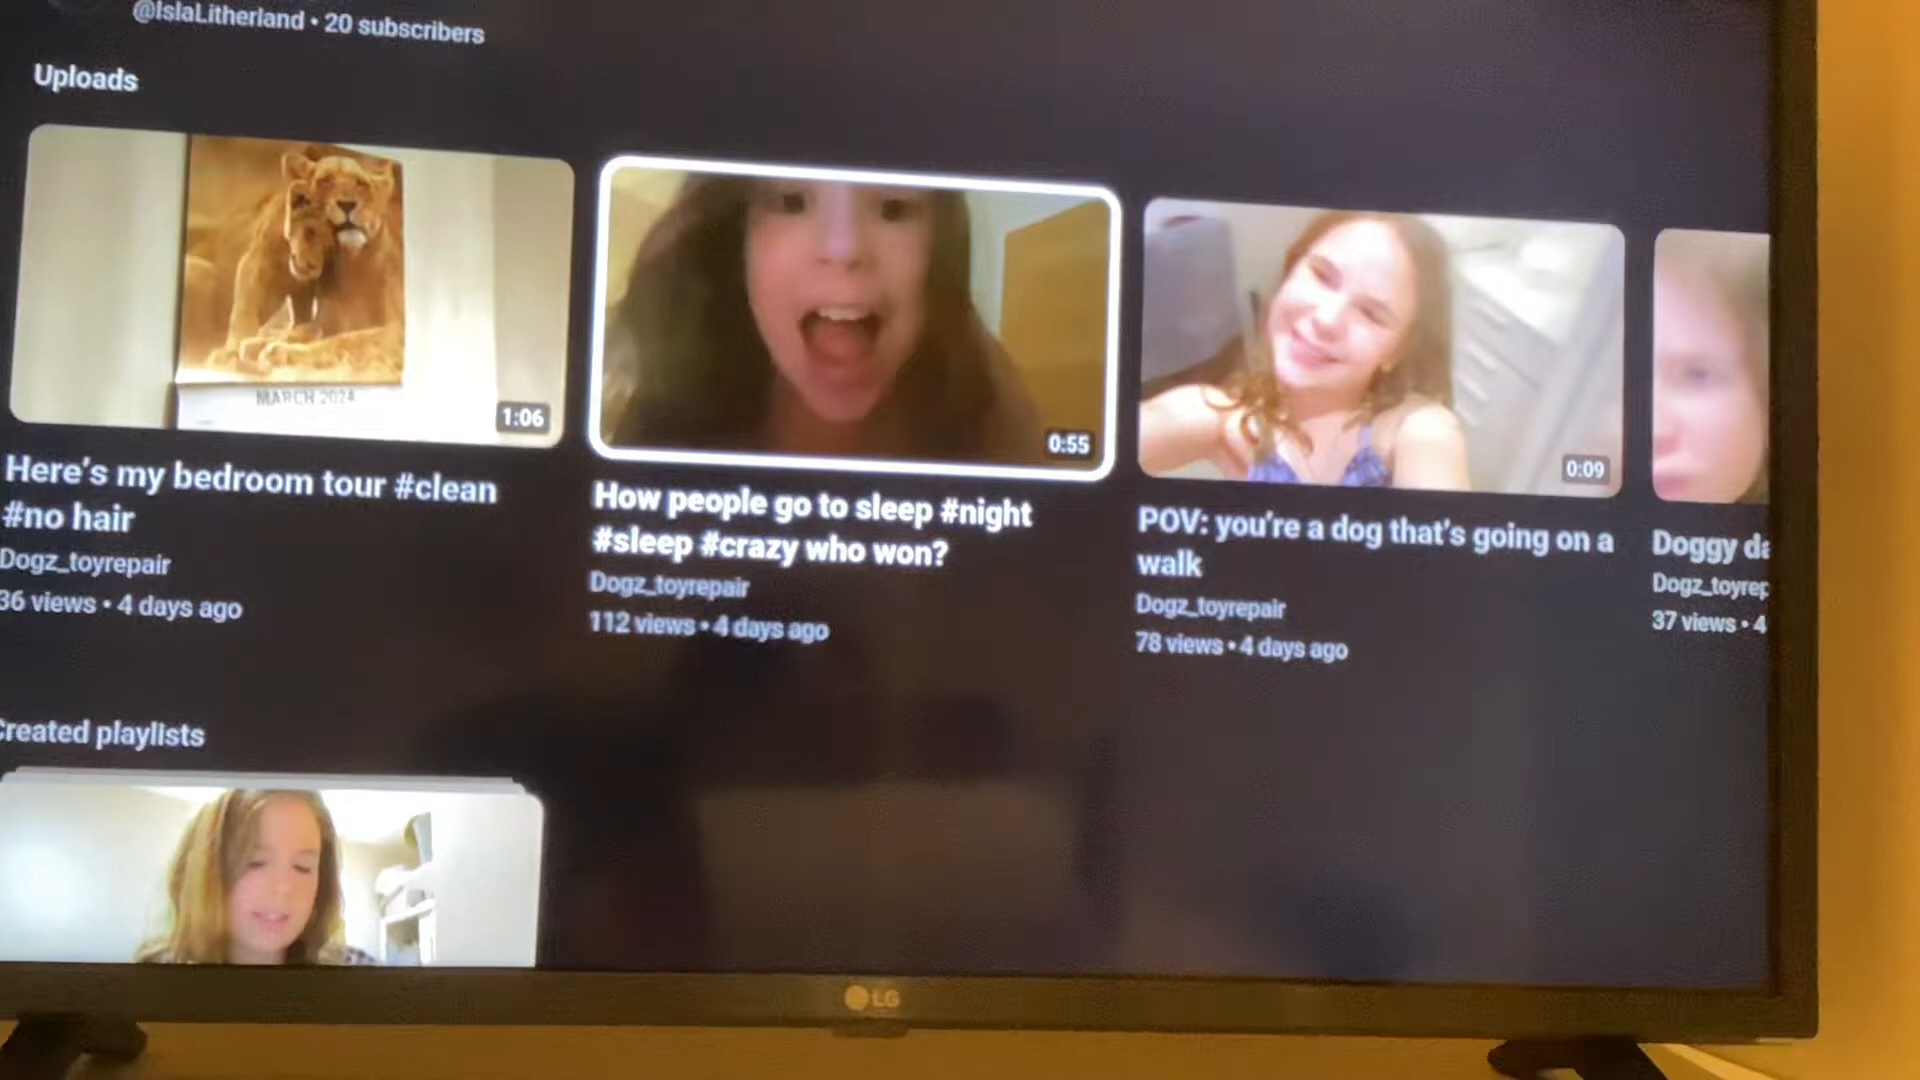 @IslaLitherland • 20 subscribers
Uploads
MARCH 2024
1:06
0:55
0:09
Here's my bedroom tour #clean
#no hair
Dogz_toyrepair
36 views • 4 days ago
How people go to sleep #night
#sleep #crazy who won?
Dogz_toyrepair
112 views • 4 days ago
POV: you're a dog that's going on a
walk
Dogz_toyrepair
78 views • 4 days ago
Doggy da
Dogz_toyrep
37 views • 4
Created playlists
LG